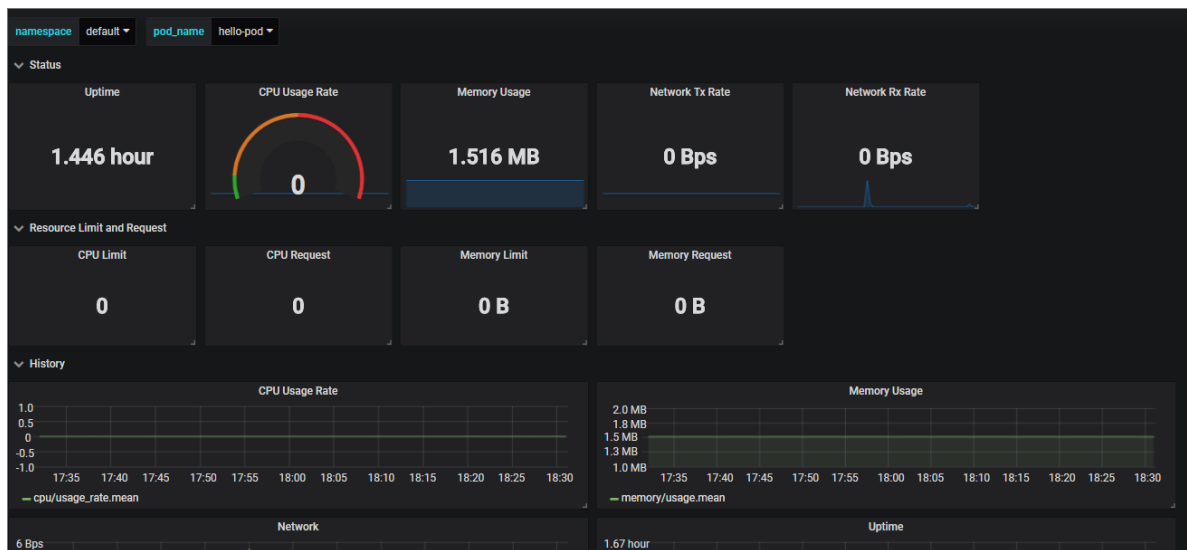 namespace default pod_name hello-pod
Status
Uptime CPU Usage Rate Memory Usage Network Tx Rate Network Rx Rate
1.446 hour 0 1.516 MB 0 Bps 0 Bps
Resource Limit and Request
CPU Limit CPU Request Memory Limit Memory Request
0 0 0 B 0 B
History
CPU Usage Rate
1.0
0.5
0
-0.5
-1.0
17:35 17:40 17:45 17:50 17:55 18:00 18:05 18:10 18:15 18:20 18:25 18:30
cpu/usage_rate.mean
Memory Usage
2.0 MB
1.8 MB
1.5 MB
1.3 MB
1.0 MB
17:35 17:40 17:45 17:50 17:55 18:00 18:05 18:10 18:15 18:20 18:25 18:30
memory/usage.mean
Network
6 Bps
Uptime
1.67 hour